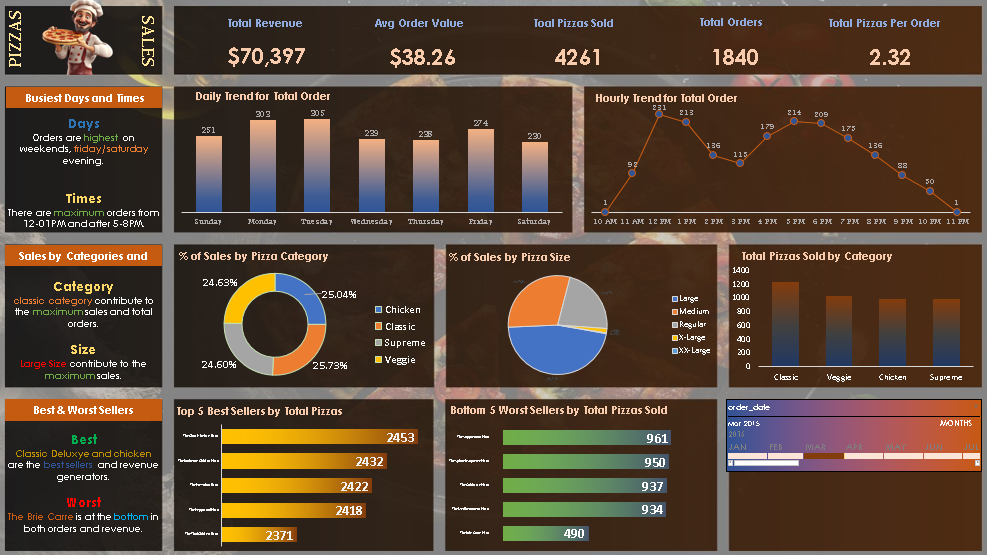 PIZZAS
SALES
Total Revenue
$70,397
Avg Order Value
$38.26
Toal Pizzas Sold
4261
Total Orders
1840
Total Pizzas Per Order
2.32
Busiest Days and Times
Days
Orders are highest on
weekends, friday/saturday
evening.
Times
There are maximum orders from
12-01PM and after 5-8PM.
Daily Trend for Total Order
251
303
305
239
274
230
Sunday
Monday
Tuesday
Wednesday
Thursday
Friday
Saturday
Hourly Trend for Total Order
1
231
213
136
115
179
214
209
175
136
88
50
1
10 AM 11 AM 12 PM 1 PM 2 PM 3 PM 4 PM 5 PM 6 PM 7 PM 8 PM 9 PM 10 PM 11 PM
Sales by Categories and
Category
classic category contribute to
the maximum sales and total
orders.
Size
Large Size contribute to the
maximum sales.
% of Sales by Pizza Category
24.63%
25.04%
24.60%
25.73%
Chicken
Classic
Supreme
Veggie
% of Sales by Pizza Size
Large
Medium
Regular
X-Large
XX-Large
Total Pizzas Sold by Category
1400
1200
1000
800
600
400
200
0
Classic
Veggie
Chicken
Supreme
Best & Worst Sellers
Best
Classic Deluxye and chicken
are the best sellers and revenue
generators.
Worst
The Brie Carre is at the bottom in
both orders and revenue.
Top 5 Best Sellers by Total Pizzas
2453
2432
2422
2418
2371
Bottom 5 Worst Sellers by Total Pizzas Sold
961
950
937
934
490
order_date
Mar 2015
MONTHS
2015
JAN
FEB
MAR
APR
MAY
JUN
JUL